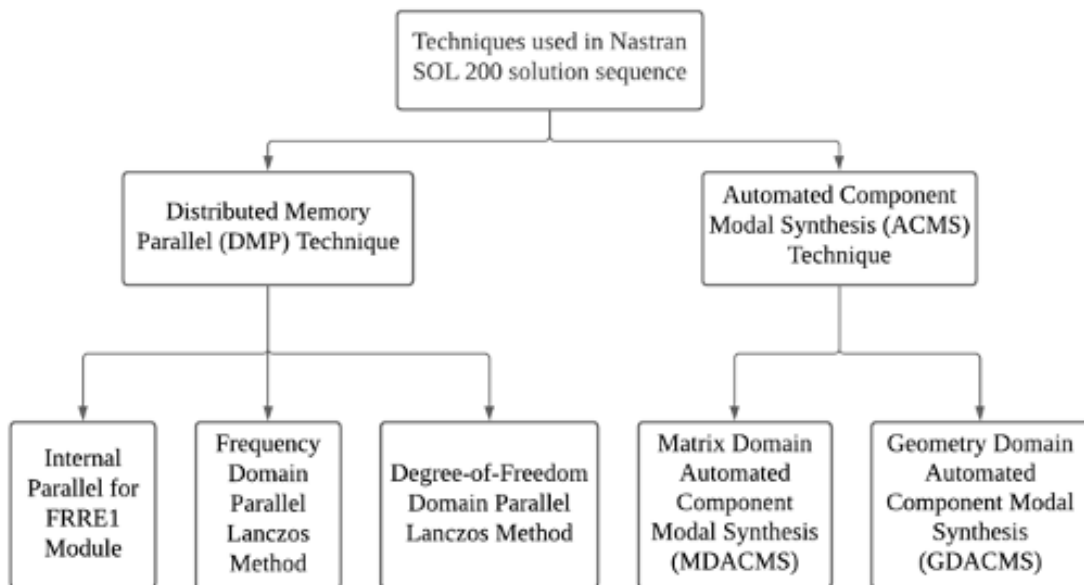 Techniques used in Nastran
SOL 200 solution sequence
Distributed Memory
Parallel (DMP) Technique
Automated Component
Modal Synthesis (ACMS)
Technique
Internal
Parallel for
FRRE1
Module
Frequency
Domain
Parallel
Lanczos
Method
Degree-of-Freedom
Domain Parallel
Lanczos Method
Matrix Domain
Automated
Component
Modal Synthesis
(MDACMS)
Geometry Domain
Automated
Component Modal
Synthesis
(GDACMS)